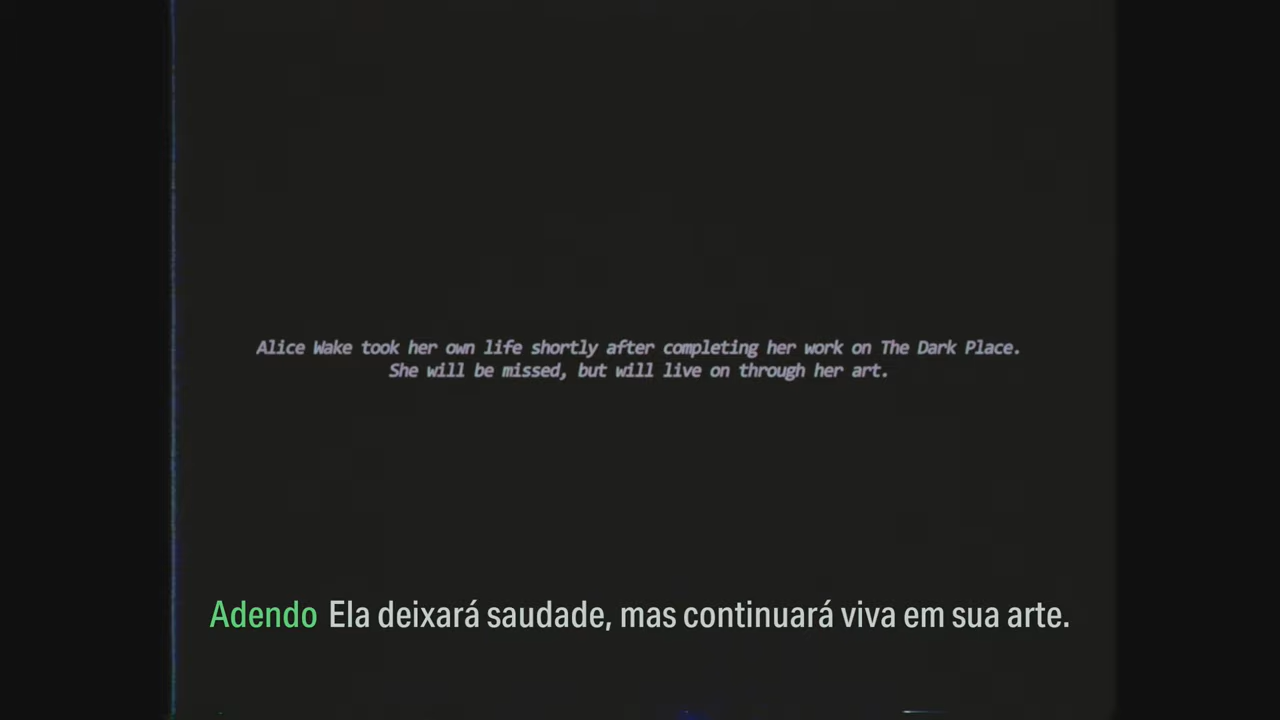 Alice Wake took her own life shortly after completing her work on The Dark Place.
She will be missed, but will live on through her art.
Adendo Ela deixará saudade, mas continuará viva em sua arte.